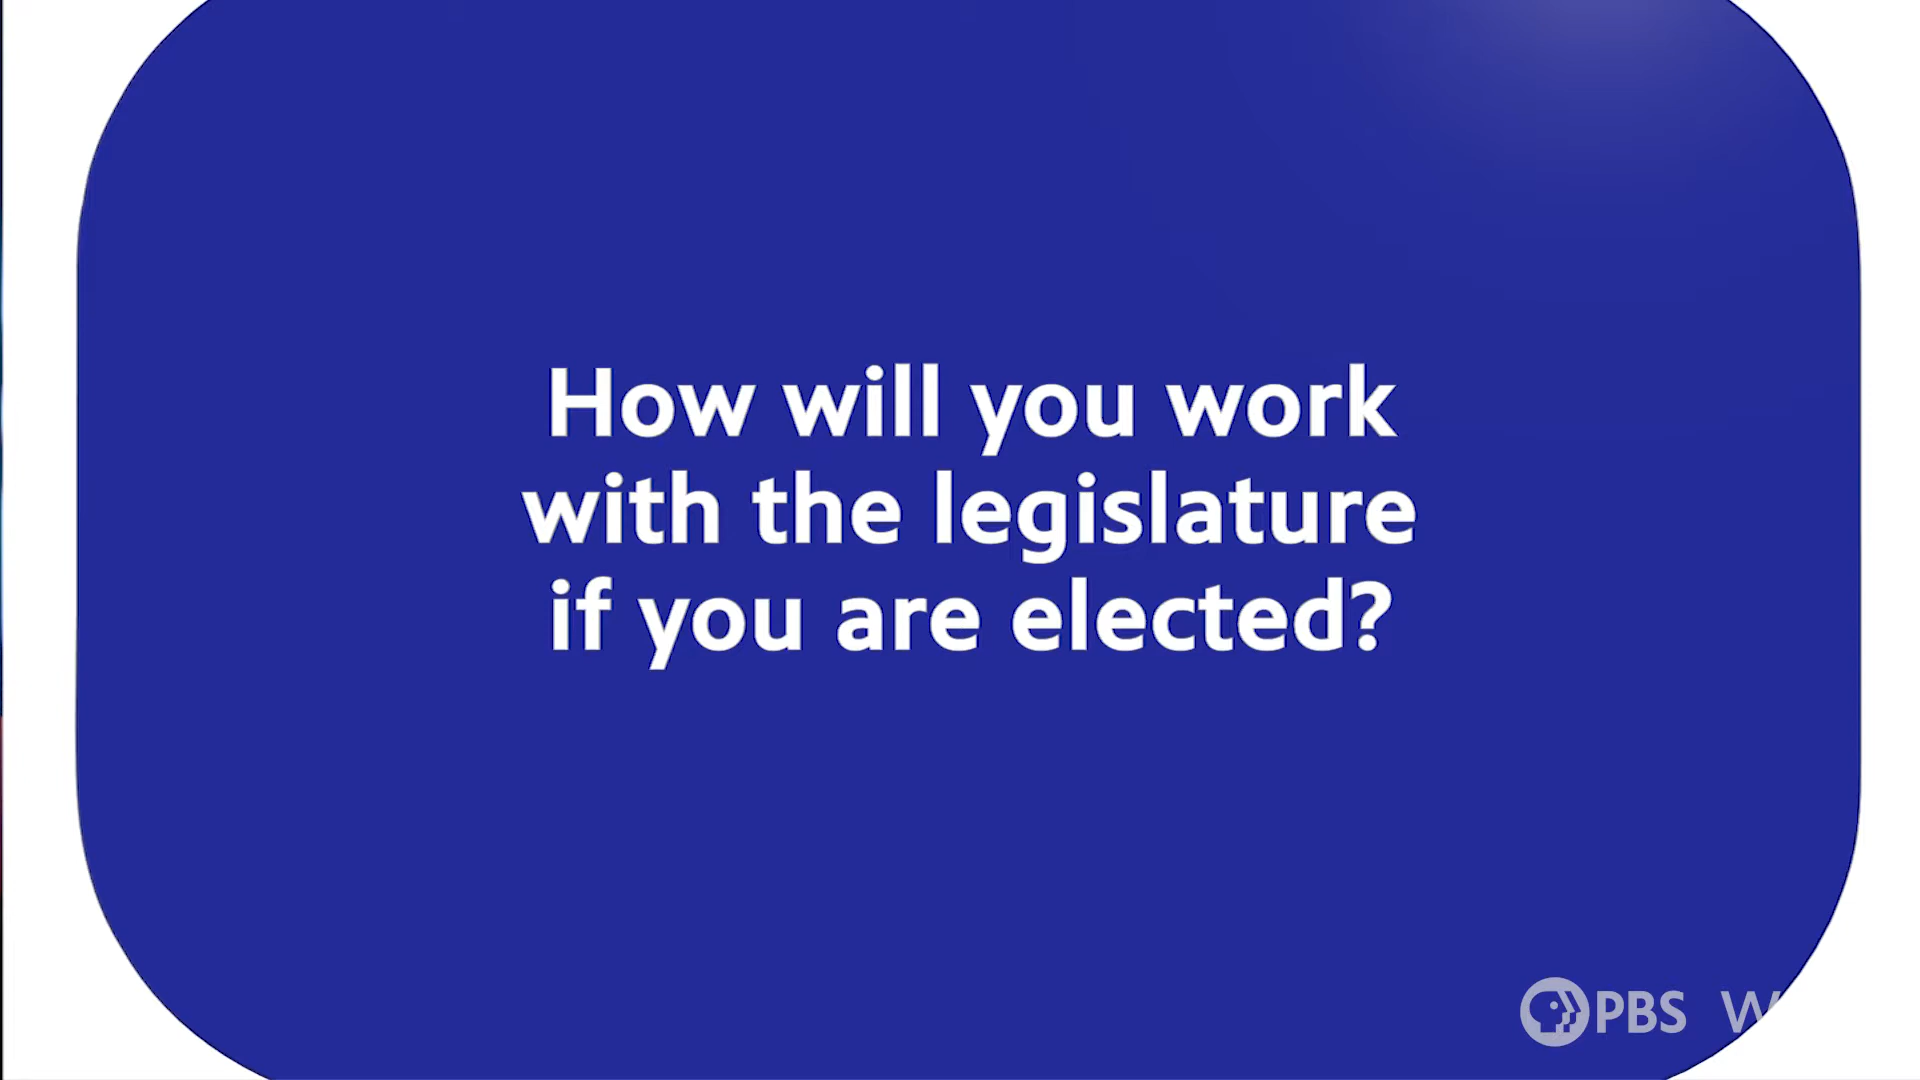 How will you work
with the legislature
if you are elected?
PBS W